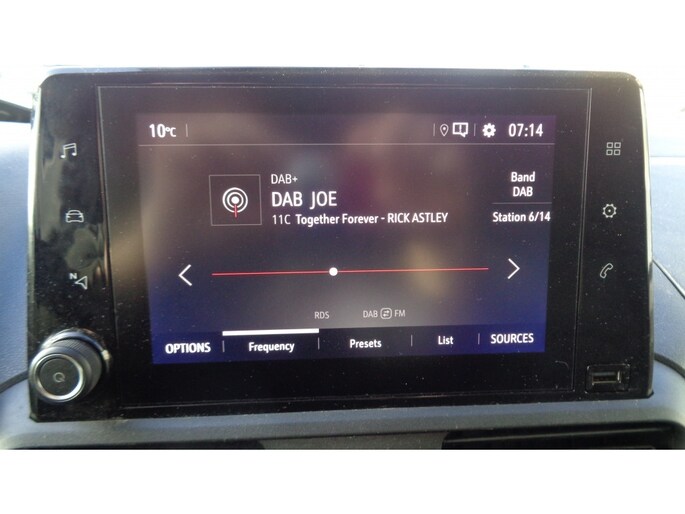 10°C
07:14
DAB+
DAB JOE
11C Together Forever - RICK ASTLEY
Band
DAB
Station 6/14
RDS
DAB FM
OPTIONS
Frequency
Presets
List
SOURCES
N